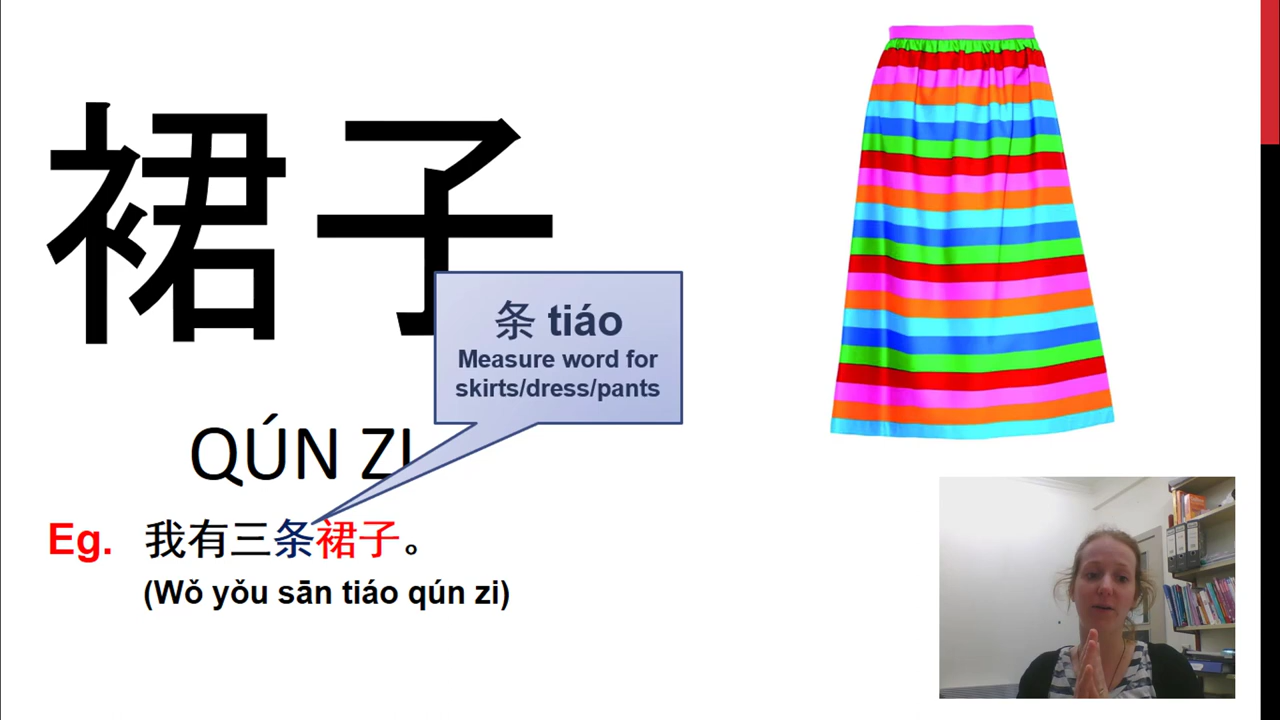 裙子
条 tiáo
Measure word for
skirts/dress/pants
QÚN ZI
Eg. 我有三条裙子。
(Wǒ yǒu sān tiáo qún zi)